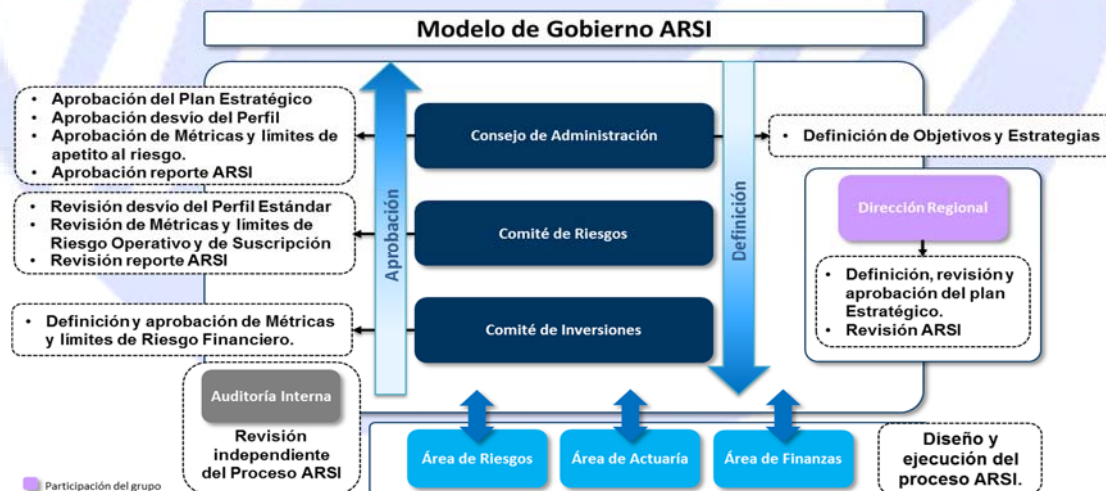 Modelo de Gobierno ARSI
• Aprobación del Plan Estratégico
• Aprobación desvío del Perfil
• Aprobación de Métricas y límites de
apetito al riesgo.
• Aprobación reporte ARSI
Aprobación
Consejo de Administración
Definición
• Definición de Objetivos y Estrategias
• Revisión desvío del Perfil Estándar
• Revisión de Métricas y límites de
Riesgo Operativo y de Suscripción
• Revisión reporte ARSI
Comité de Riesgos
Dirección Regional
• Definición, revisión y
aprobación del plan
Estratégico.
• Revisión ARSI
• Definición y aprobación de Métricas
y límites de Riesgo Financiero.
Comité de Inversiones
Auditoría Interna
Revisión
independiente
del Proceso ARSI
Área de Riesgos
Área de Actuaría
Área de Finanzas
Diseño y
ejecución del
proceso ARSI.
Participación del grupo